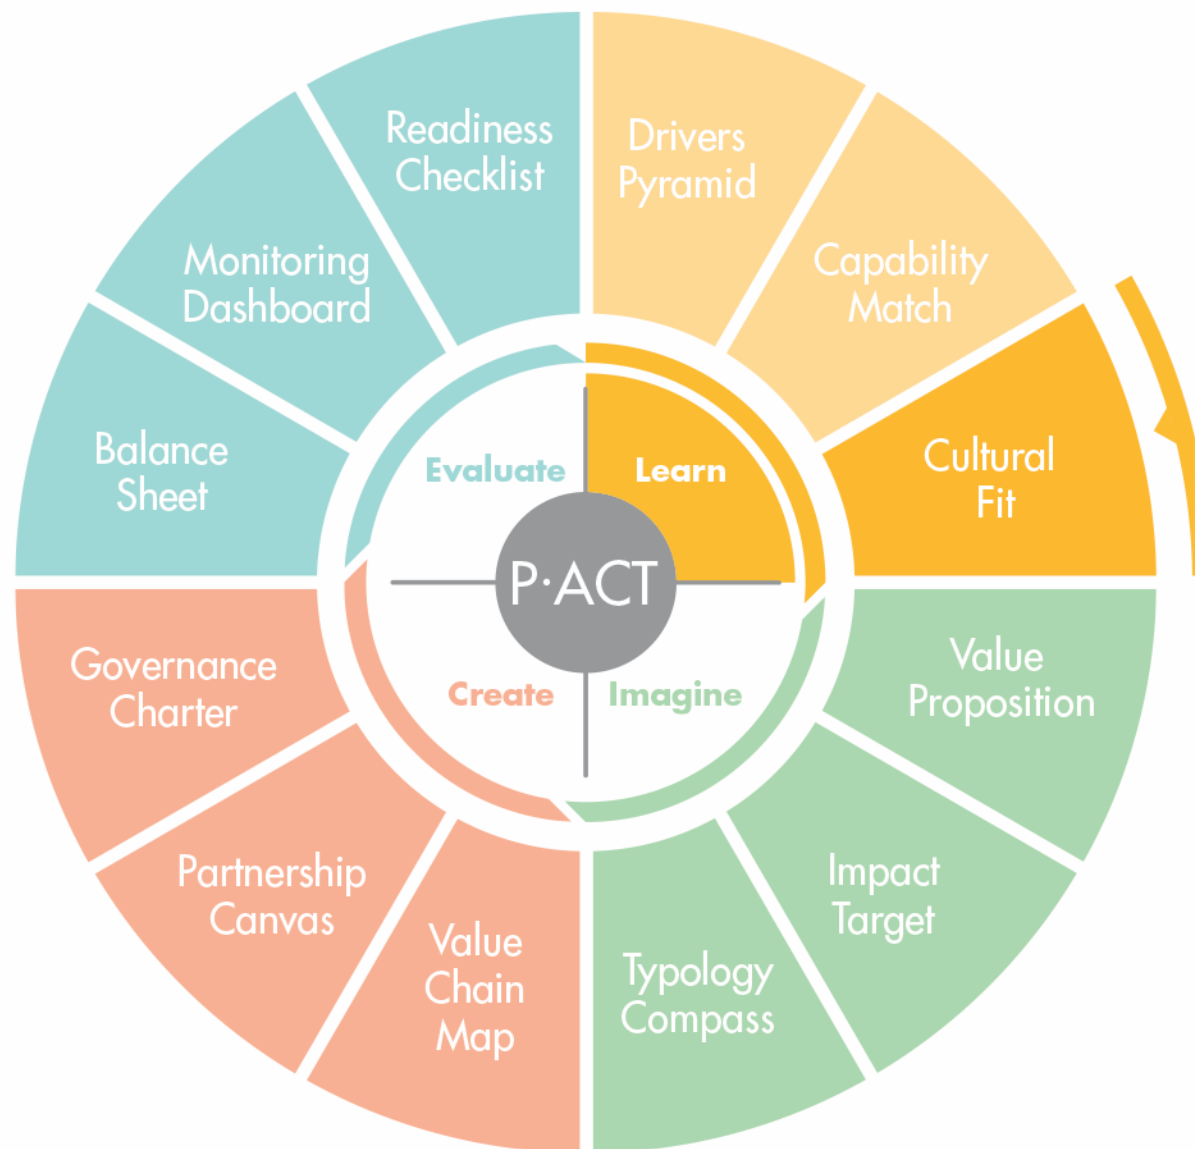 Readiness
Checklist
Drivers
Pyramid
Monitoring
Dashboard
Capability
Match
Balance
Sheet
Cultural
Fit
Evaluate
Learn
P·ACT
Create
Imagine
Governance
Charter
Value
Proposition
Partnership
Canvas
Impact
Target
Value
Chain
Map
Typology
Compass